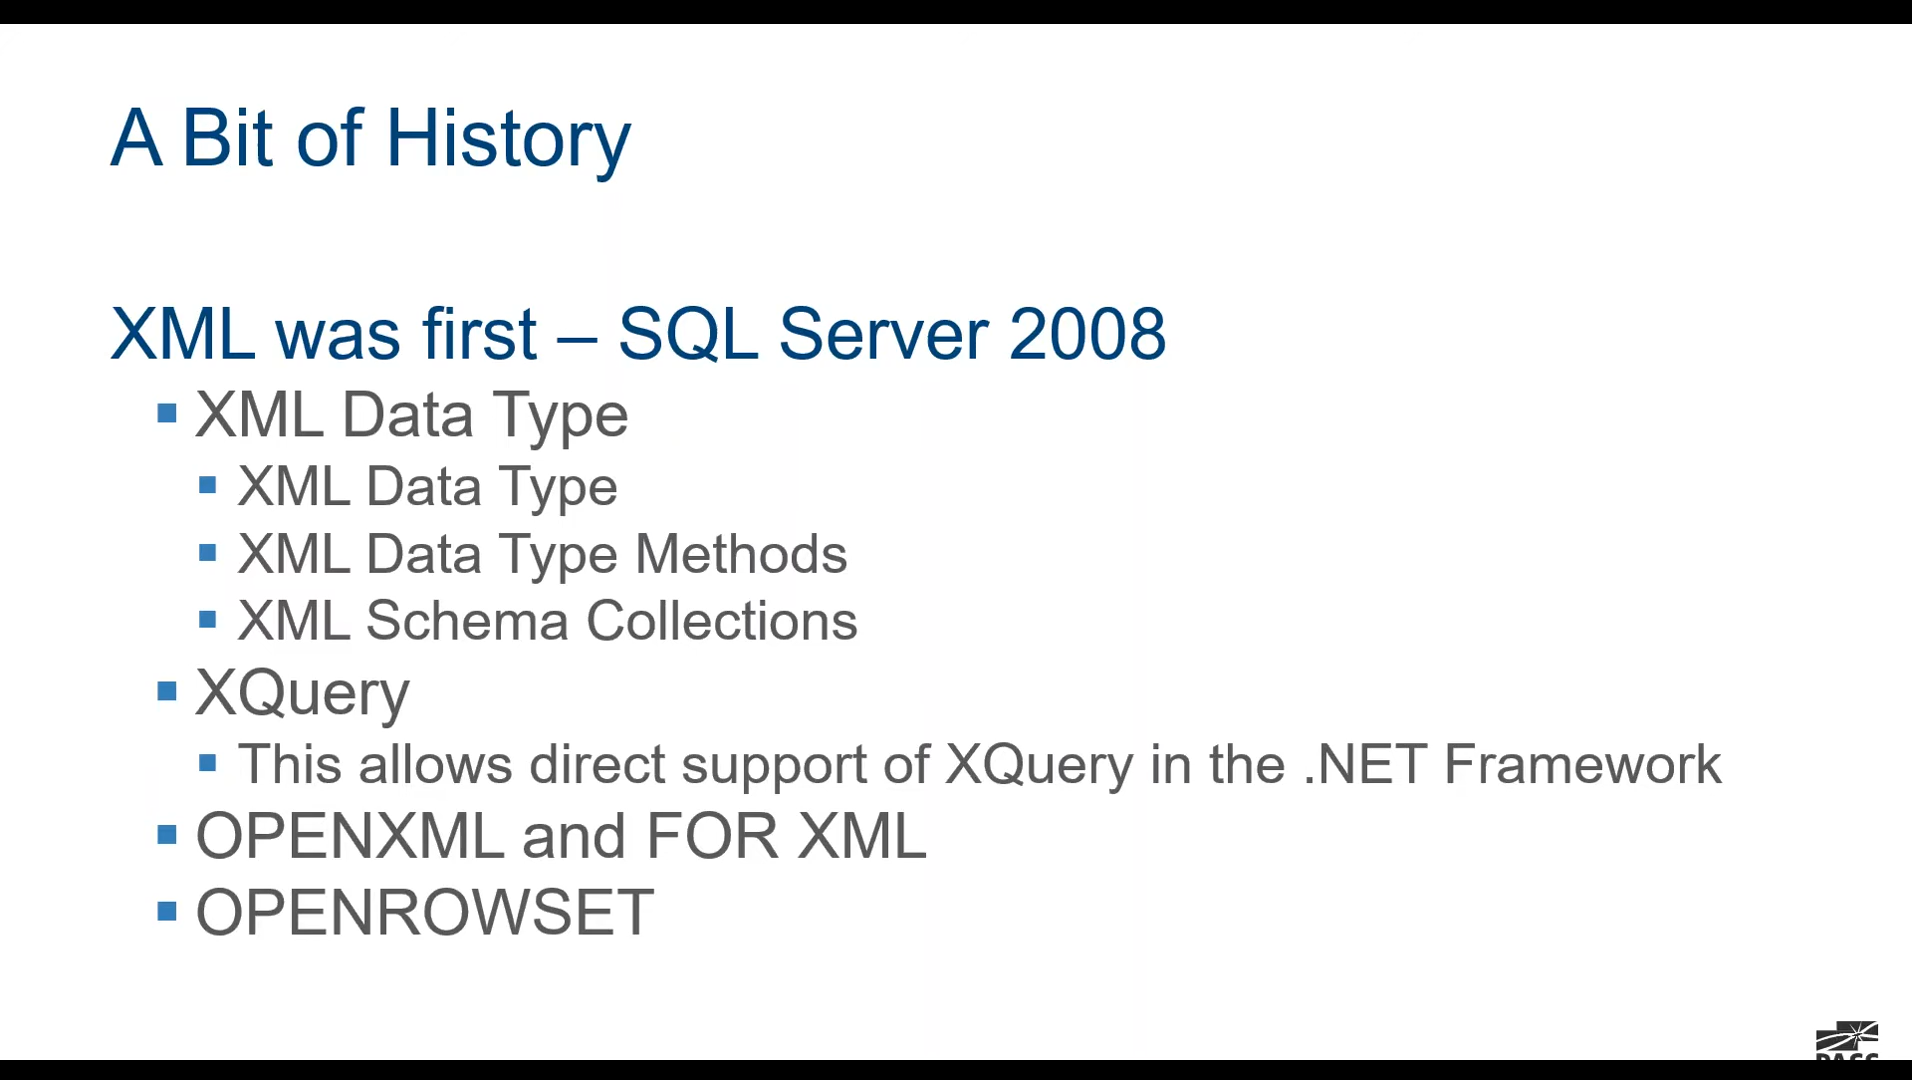 A Bit of History
XML was first – SQL Server 2008
XML Data Type
XML Data Type
XML Data Type Methods
XML Schema Collections
XQuery
This allows direct support of XQuery in the .NET Framework
OPENXML and FOR XML
OPENROWSET
PASS